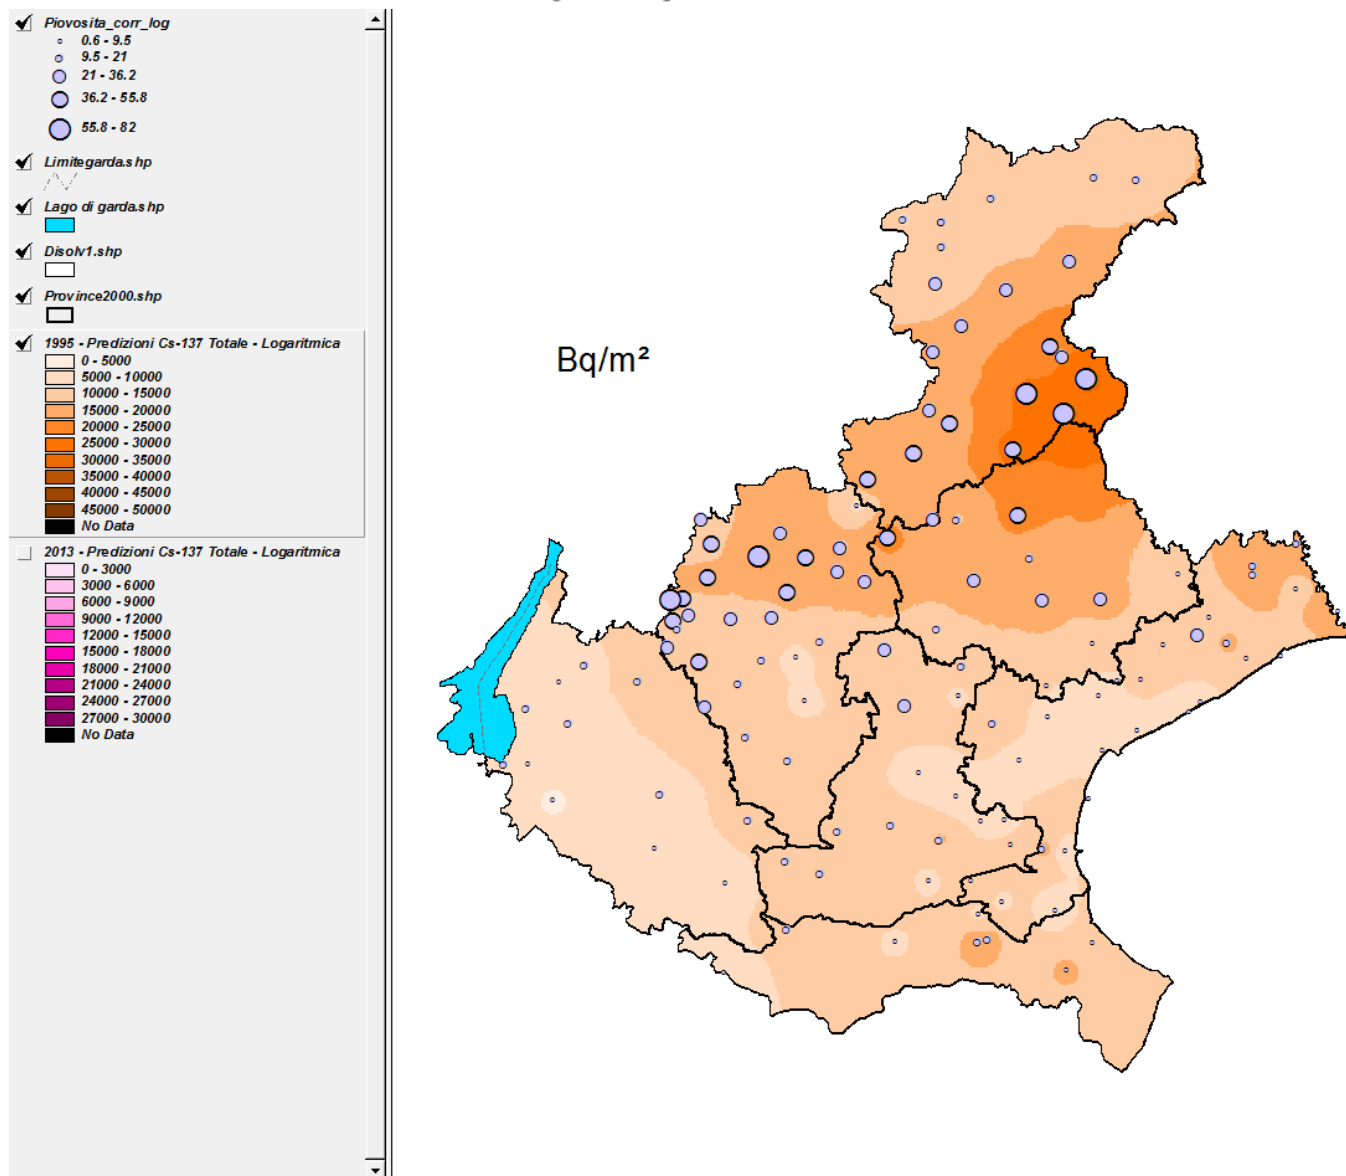 Piovosita_corr_log
0.6 - 9.5
9.5 - 21
21 - 36.2
36.2 - 55.8
55.8 - 82
Limitegarda.shp
Lago di garda.shp
Disolv1.shp
Province2000.shp
1995 - Predizioni Cs-137 Totale - Logaritmica
0 - 5000
5000 - 10000
10000 - 15000
15000 - 20000
20000 - 25000
25000 - 30000
30000 - 35000
35000 - 40000
40000 - 45000
45000 - 50000
No Data
2013 - Predizioni Cs-137 Totale - Logaritmica
0 - 3000
3000 - 6000
6000 - 9000
9000 - 12000
12000 - 15000
15000 - 18000
18000 - 21000
21000 - 24000
24000 - 27000
27000 - 30000
No Data
Bq/m²